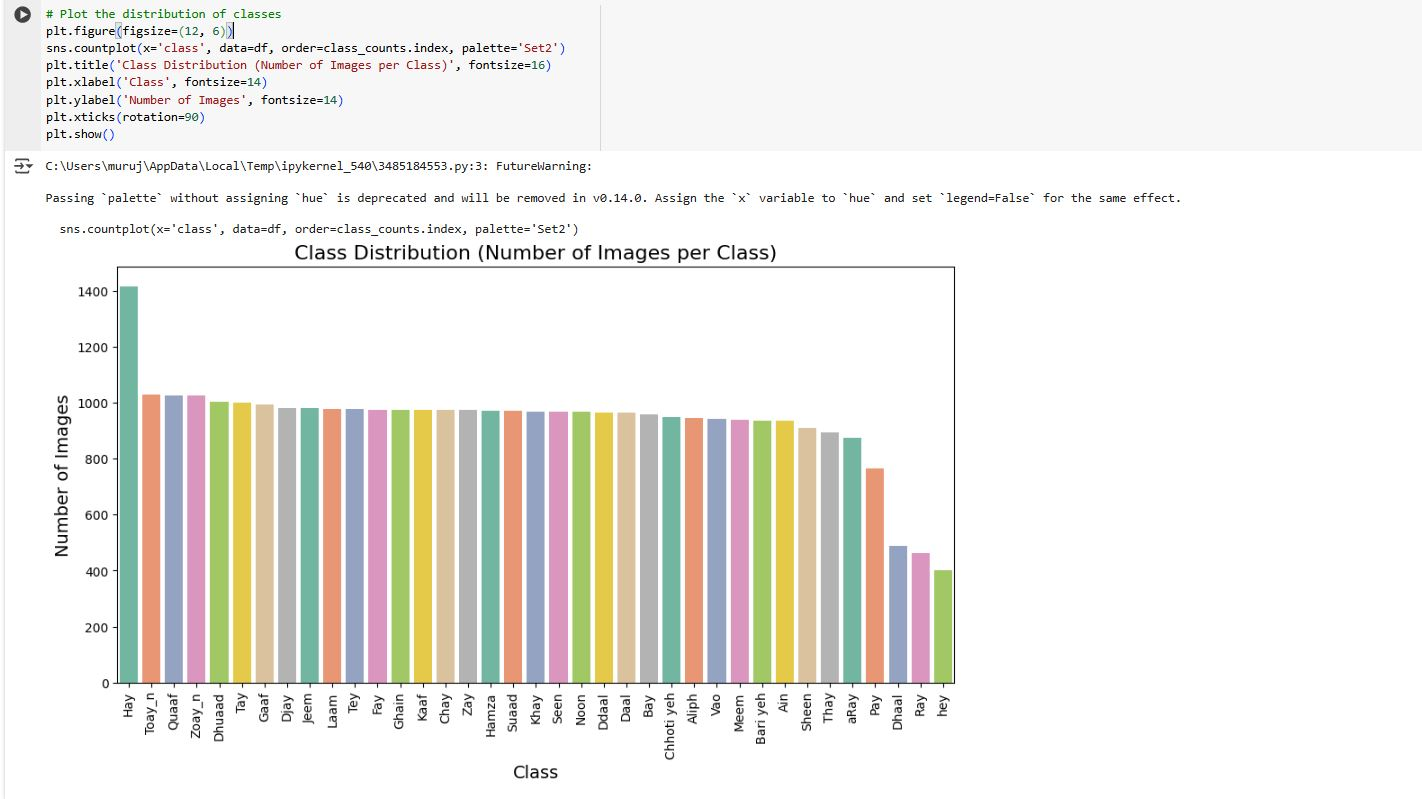 # Plot the distribution of classes
plt.figure(figsize=(12, 6))
sns.countplot(x='class', data=df, order=class_counts.index, palette='Set2')
plt.title('Class Distribution (Number of Images per Class)', fontsize=16)
plt.xlabel('Class', fontsize=14)
plt.ylabel('Number of Images', fontsize=14)
plt.xticks(rotation=90)
plt.show()
C:\Users\muruj\AppData\Local\Temp\ipykernel_540\3485184553.py:3: FutureWarning:
Passing `palette` without assigning `hue` is deprecated and will be removed in v0.14.0. Assign the `x` variable to `hue` and set `legend=False` for the same effect.
sns.countplot(x='class', data=df, order=class_counts.index, palette='Set2')
Class Distribution (Number of Images per Class)
Number of Images
1400
1200
1000
800
600
400
200
0
Hay
Toay_n
Quaaf
Zoay_n
Dhuaad
Tay
Gaaf
Djay
Jeem
Laam
Tey
Fay
Ghain
Kaaf
Chay
Zay
Hamza
Suaad
Khay
Seen
Noon
Ddaal
Daal
Bay
Chhoti yeh
Aliph
Vao
Meem
Bari yeh
Ain
Sheen
Thay
aRay
Pay
Dhaal
Ray
hey
Class